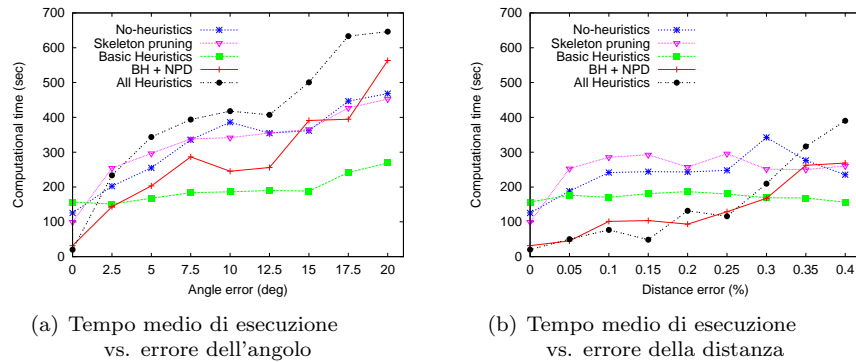 No-heuristics
Skeleton pruning
Basic Heuristics
BH + NPD
All Heuristics
Computational time (sec)
700
600
500
400
300
200
100
0
0 2.5 5 7.5 10 12.5 15 17.5 20
Angle error (deg)
(a) Tempo medio di esecuzione
vs. errore dell'angolo
No-heuristics
Skeleton pruning
Basic Heuristics
BH + NPD
All Heuristics
Computational time (sec)
700
600
500
400
300
200
100
0
0 0.05 0.1 0.15 0.2 0.25 0.3 0.35 0.4
Distance error (%)
(b) Tempo medio di esecuzione
vs. errore della distanza